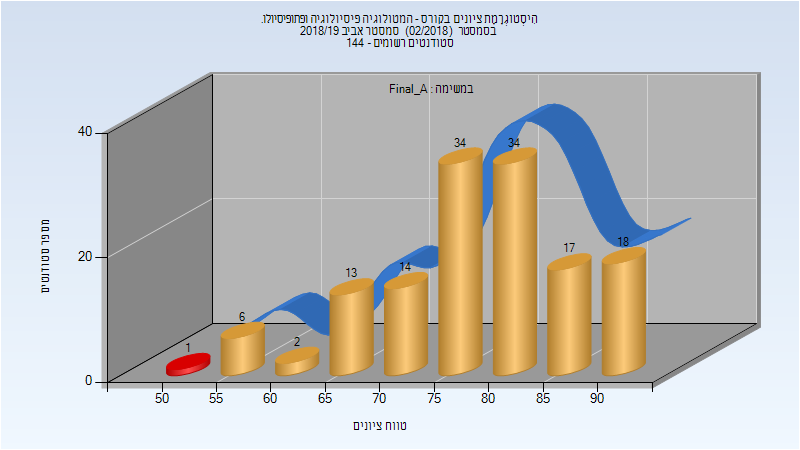 הִיסְטוֹגְרָמַת ציונים בקורס - המטולוגיה פיסיולוגיה ופתופיסיולו.
בסמסטר (02/2018) סמסטר אביב 2018/19
סטודנטים רשומים - 144
במשימה : Final_A
מספר סטודנטים
40
20
0
1
6
2
13
14
34
34
17
18
50 55 60 65 70 75 80 85 90
טווח ציונים